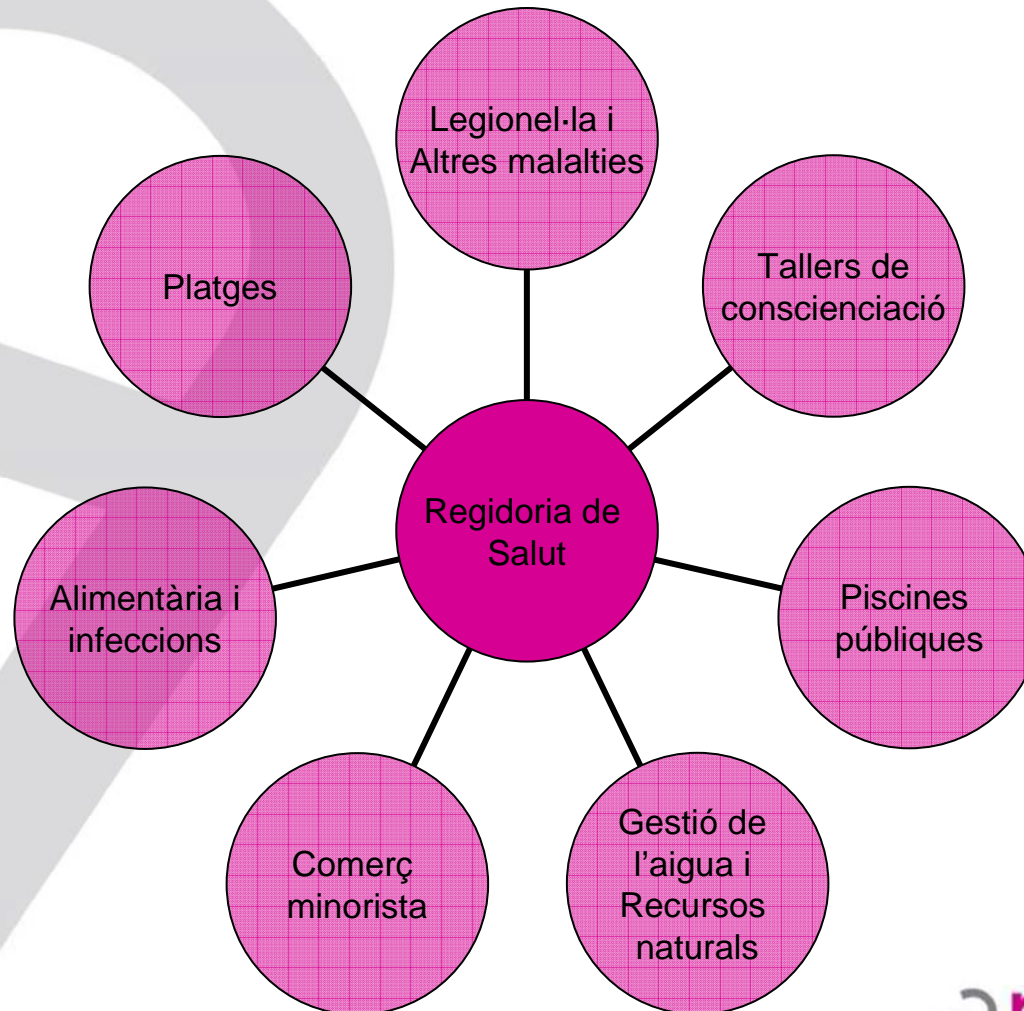 Legionel·la i
Altres malalties
Tallers de
conscienciació
Platges
Regidoria de
Salut
Alimentària i
infeccions
Piscines
públiques
Comerç
minorista
Gestió de
l'aigua i
Recursos
naturals